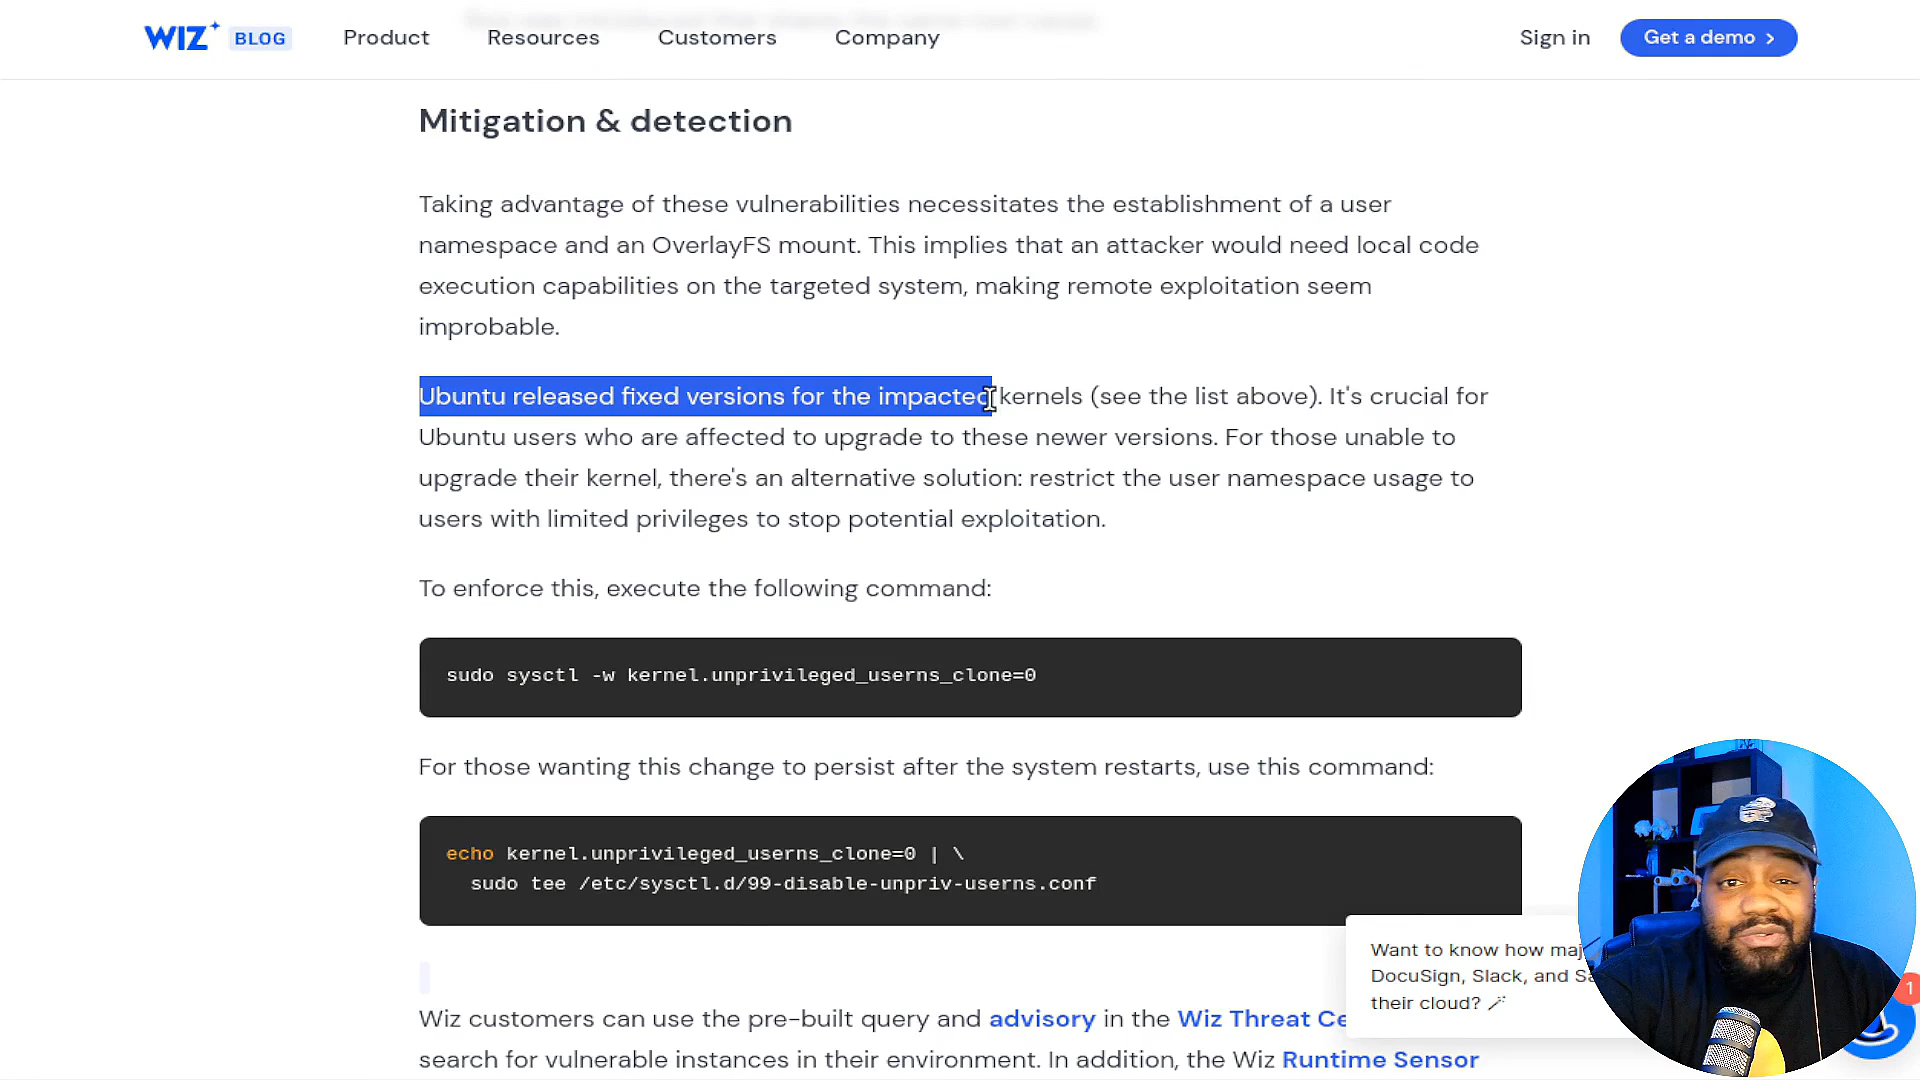 WIZ BLOG Product Resources Customers Company Sign in Get a demo
Mitigation & detection
Taking advantage of these vulnerabilities necessitates the establishment of a user
namespace and an OverlayFS mount. This implies that an attacker would need local code
execution capabilities on the targeted system, making remote exploitation seem
improbable.
Ubuntu released fixed versions for the impacted kernels (see the list above). It's crucial for
Ubuntu users who are affected to upgrade to these newer versions. For those unable to
upgrade their kernel, there's an alternative solution: restrict the user namespace usage to
users with limited privileges to stop potential exploitation.
To enforce this, execute the following command:
sudo sysctl -w kernel.unprivileged_userns_clone=0
For those wanting this change to persist after the system restarts, use this command:
echo kernel.unprivileged_userns_clone=0 | \
sudo tee /etc/sysctl.d/99-disable-unpriv-userns.conf
Want to know how maj
DocuSign, Slack, and Sa
their cloud?
1
Wiz customers can use the pre-built query and advisory in the Wiz Threat Ce
search for vulnerable instances in their environment. In addition, the Wiz Runtime Sensor